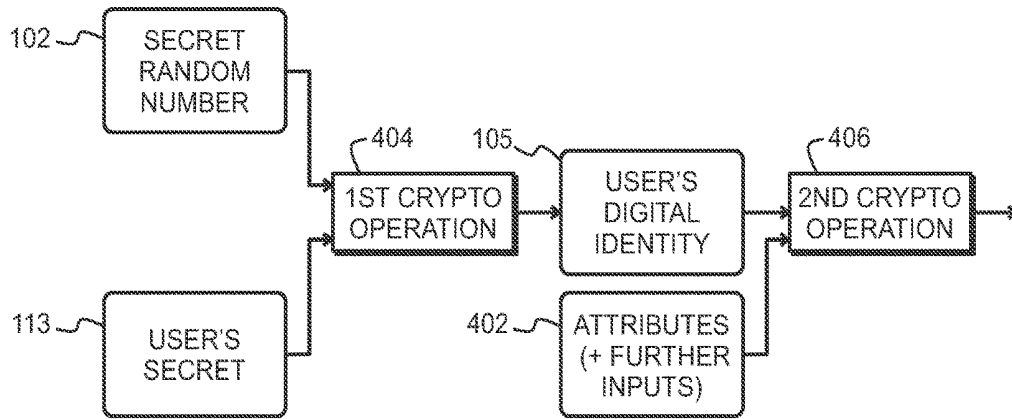 102
SECRET
RANDOM
NUMBER
404
1ST CRYPTO
OPERATION
113
USER'S
SECRET
105
USER'S
DIGITAL
IDENTITY
402
ATTRIBUTES
(+ FURTHER
INPUTS)
406
2ND CRYPTO
OPERATION